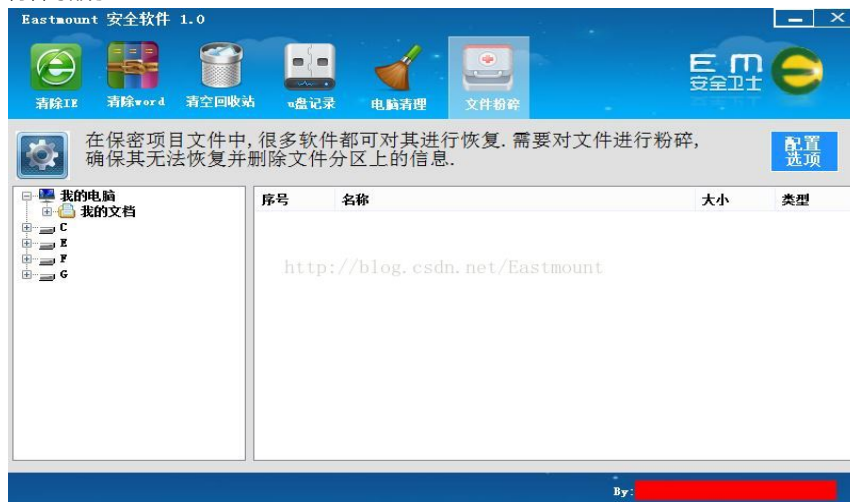 Eastmount 安全软件 1.0
清除IE
清除word
清空回收站
u盘记录
电脑清理
文件粉碎
E m
安全卫士
在保密项目文件中,很多软件都可对其进行恢复.需要对文件进行粉碎,
确保其无法恢复并删除文件分区上的信息.
配置
选项
我的电脑
我的文档
C
E
F
G
序号 名称 大小 类型
http://blog.csdn.net/Eastmount
By: